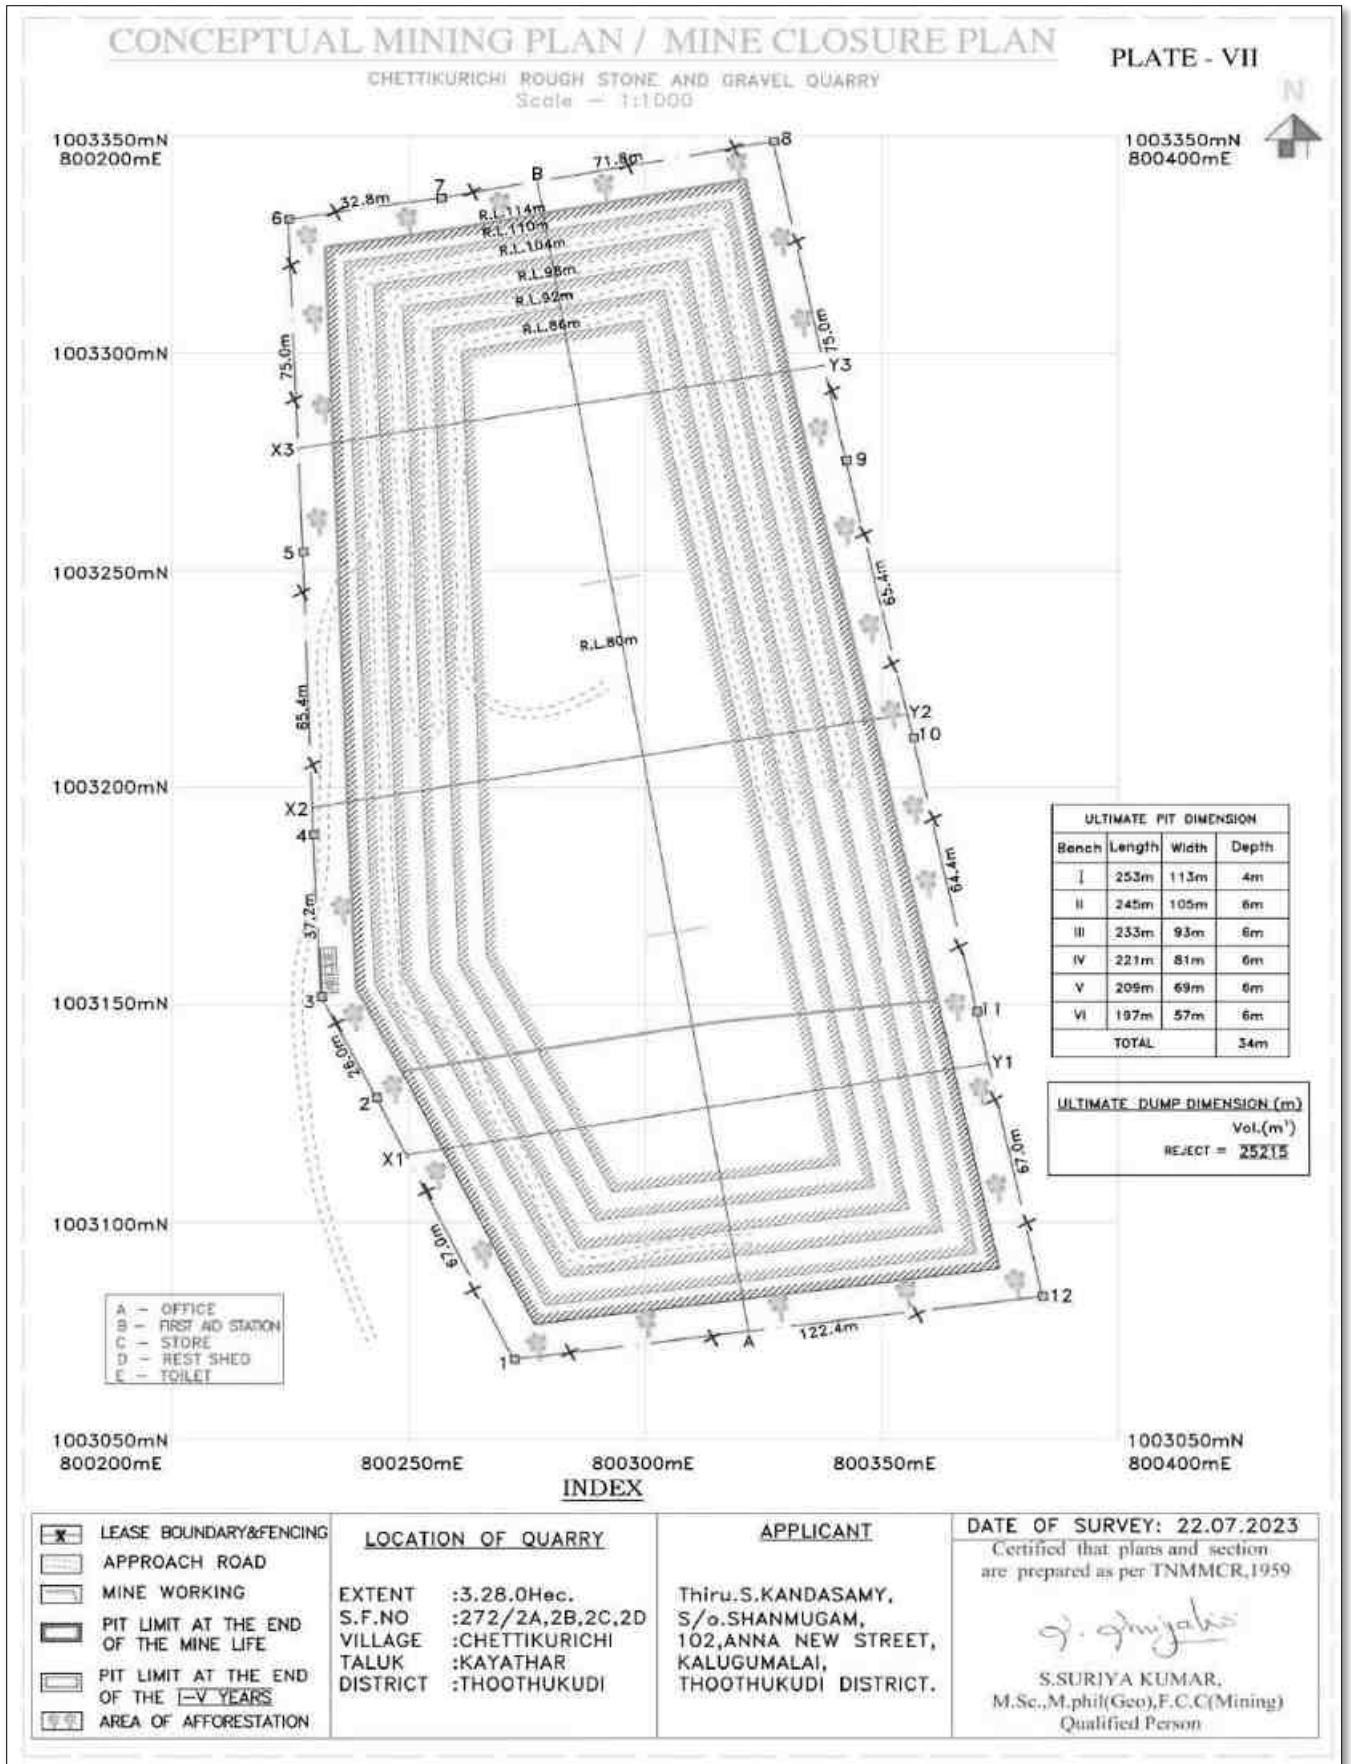 CONCEPTUAL MINING PLAN / MINE CLOSURE PLAN
PLATE - VII
CHETTIKURICHI ROUGH STONE AND GRAVEL QUARRY
Scale - 1:1000
N
1003350mN
800200mE
1003350mN
800400mE
8
71.8m
B
7
32.8m
6
R.L.114m
R.L.110m
R.L.104m
R.L.98m
R.L.92m
R.L.86m
1003300mN
75.0m
75.0m
Y3
X3
9
5
1003250mN
65.4m
R.L.80m
65.4m
Y2
10
1003200mN
X2
4
64.4m
37.2m
1003150mN
3
11
26.0m
Y1
2
X1
67.0m
1003100mN
67.0m
12
122.4m
A
1
ULTIMATE PIT DIMENSION
Bench Length Width Depth
I 253m 113m 4m
II 245m 105m 6m
III 233m 93m 6m
IV 221m 81m 6m
V 209m 69m 6m
VI 197m 57m 6m
TOTAL 34m
ULTIMATE DUMP DIMENSION (m)
Vol.(m³)
REJECT = 25215
A - OFFICE
B - FIRST AID STATION
C - STORE
D - REST SHED
E - TOILET
1003050mN
800200mE
800250mE
800300mE
800350mE
1003050mN
800400mE
INDEX
X LEASE BOUNDARY&FENCING
APPROACH ROAD
MINE WORKING
PIT LIMIT AT THE END
OF THE MINE LIFE
PIT LIMIT AT THE END
OF THE I-V YEARS
AREA OF AFFORESTATION
LOCATION OF QUARRY
EXTENT :3.28.0Hec.
S.F.NO :272/2A,2B,2C,2D
VILLAGE :CHETTIKURICHI
TALUK :KAYATHAR
DISTRICT :THOOTHUKUDI
APPLICANT
Thiru.S.KANDASAMY,
S/o.SHANMUGAM,
102,ANNA NEW STREET,
KALUGUMALAI,
THOOTHUKUDI DISTRICT.
DATE OF SURVEY: 22.07.2023
Certified that plans and section
are prepared as per TNMMCR,1959
S.SURIYA KUMAR,
M.Sc.,M.phil(Geo),F.C.C(Mining)
Qualified Person